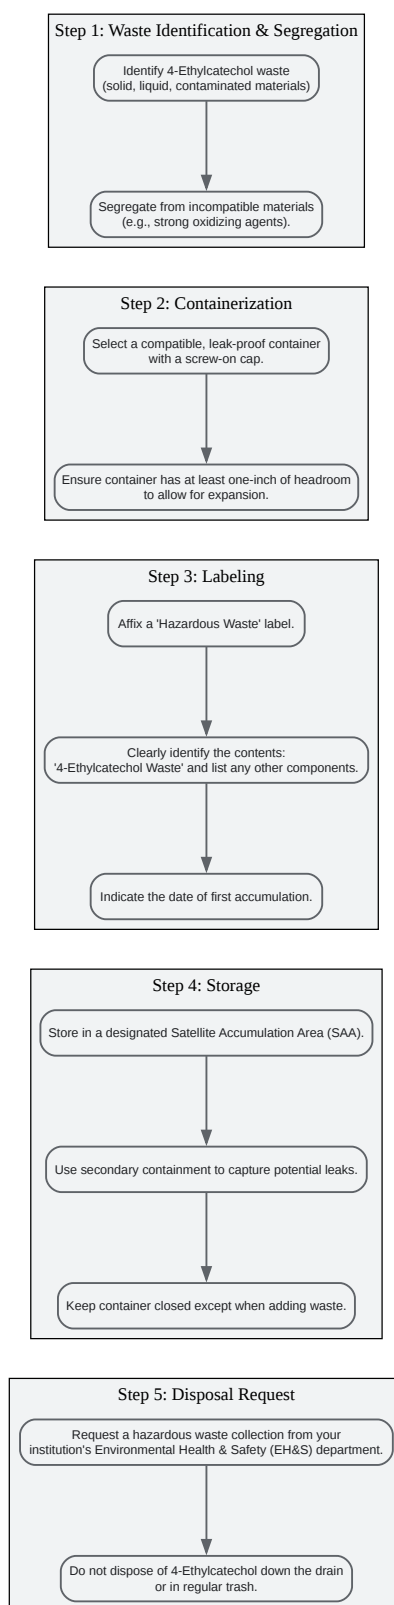 Step 1: Waste Identification & Segregation
Identify 4-Ethylcatechol waste
(solid, liquid, contaminated materials)
Segregate from incompatible materials
(e.g., strong oxidizing agents).
Step 2: Containerization
Select a compatible, leak-proof container
with a screw-on cap.
Ensure container has at least one-inch of headroom
to allow for expansion.
Step 3: Labeling
Affix a 'Hazardous Waste' label.
Clearly identify the contents:
'4-Ethylcatechol Waste' and list any other components.
Indicate the date of first accumulation.
Step 4: Storage
Store in a designated Satellite Accumulation Area (SAA).
Use secondary containment to capture potential leaks.
Keep container closed except when adding waste.
Step 5: Disposal Request
Request a hazardous waste collection from your
institution's Environmental Health & Safety (EH&S) department.
Do not dispose of 4-Ethylcatechol down the drain
or in regular trash.